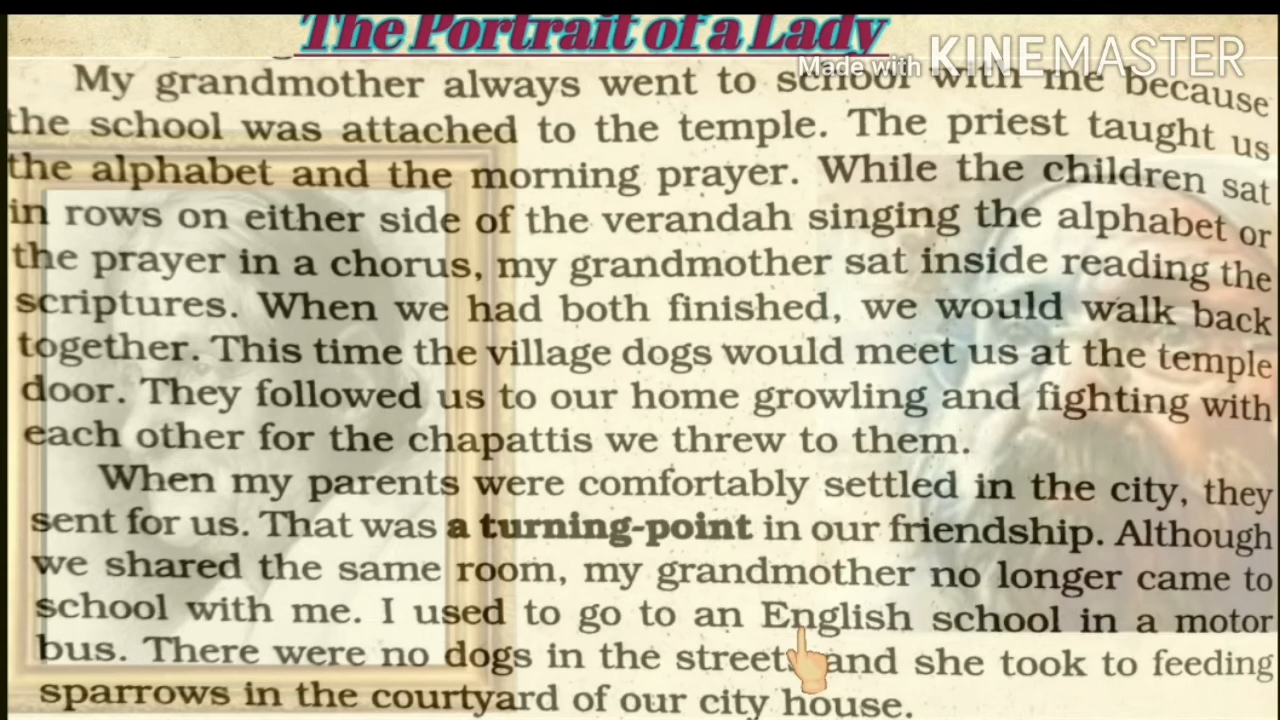 The Portrait of a Lady
Made with KINEMASTER
My grandmother always went to school with me because
the school was attached to the temple. The priest taught us
the alphabet and the morning prayer. While the children sat
in rows on either side of the verandah singing the alphabet or
the prayer in a chorus, my grandmother sat inside reading the
scriptures. When we had both finished, we would walk back
together. This time the village dogs would meet us at the temple
door. They followed us to our home growling and fighting with
each other for the chapattis we threw to them.
When my parents were comfortably settled in the city, they
sent for us. That was a turning-point in our friendship. Although
we shared the same room, my grandmother no longer came to
school with me. I used to go to an English school in a motor
bus. There were no dogs in the streets and she took to feeding
sparrows in the courtyard of our city house.